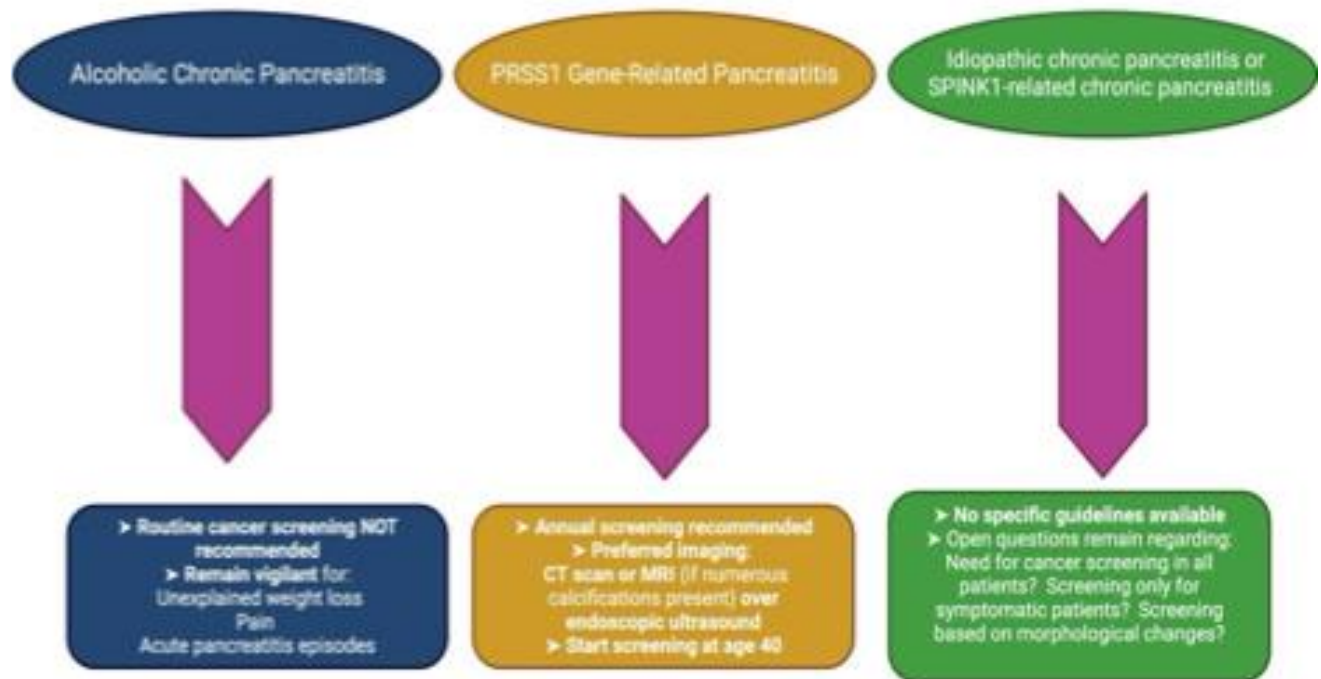 Alcoholic Chronic Pancreatitis
PRSS1 Gene-Related Pancreatitis
Idiopathic chronic pancreatitis or
SPINK1-related chronic pancreatitis
➤ Routine cancer screening NOT
recommended
➤ Remain vigilant for:
Unexplained weight loss
Pain
Acute pancreatitis episodes
➤ Annual screening recommended
➤ Preferred imaging:
CT scan or MRI (if numerous
calcifications present) over
endoscopic ultrasound
➤ Start screening at age 40
➤ No specific guidelines available
➤ Open questions remain regarding:
Need for cancer screening in all
patients? Screening only for
symptomatic patients? Screening
based on morphological changes?